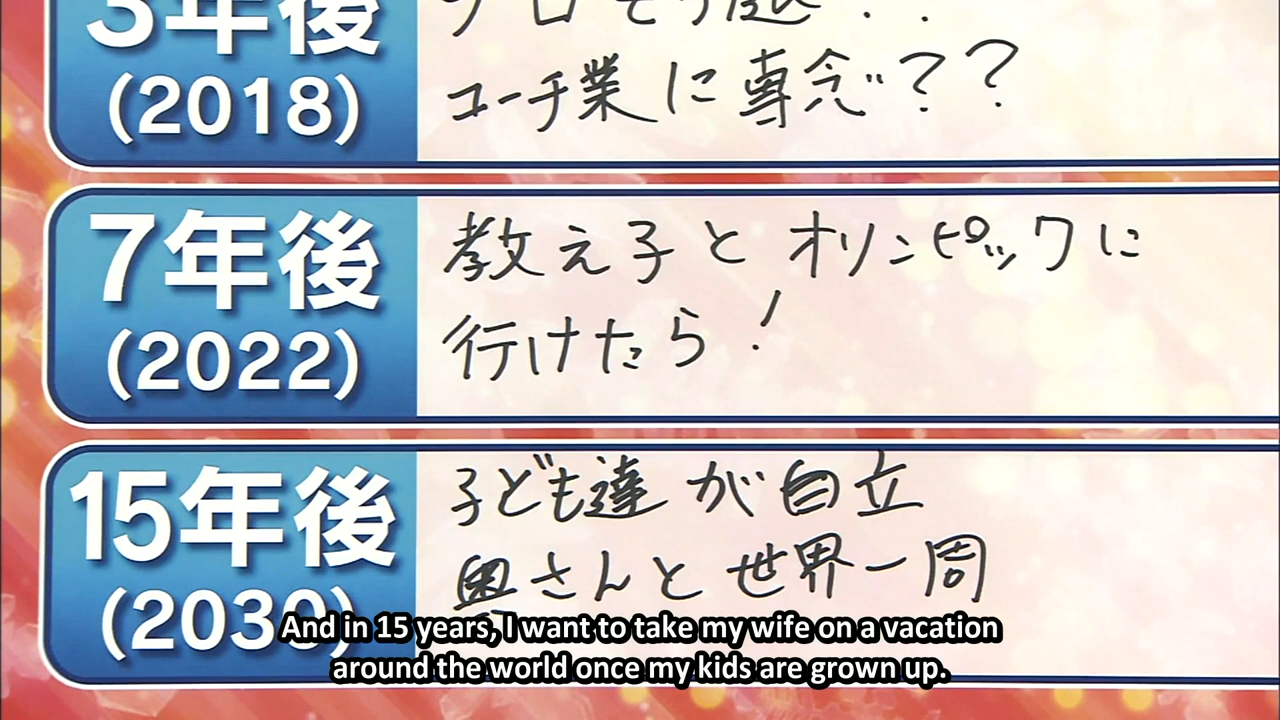 3年後
(2018)
コーチ業に専念?？？
7年後
(2022)
教え子とオリンピックに
行けたら!
15年後
(2030)
子ども達が自立
奥さんと世界一周
And in 15 years, I want to take my wife on a vacation
around the world once my kids are grown up.